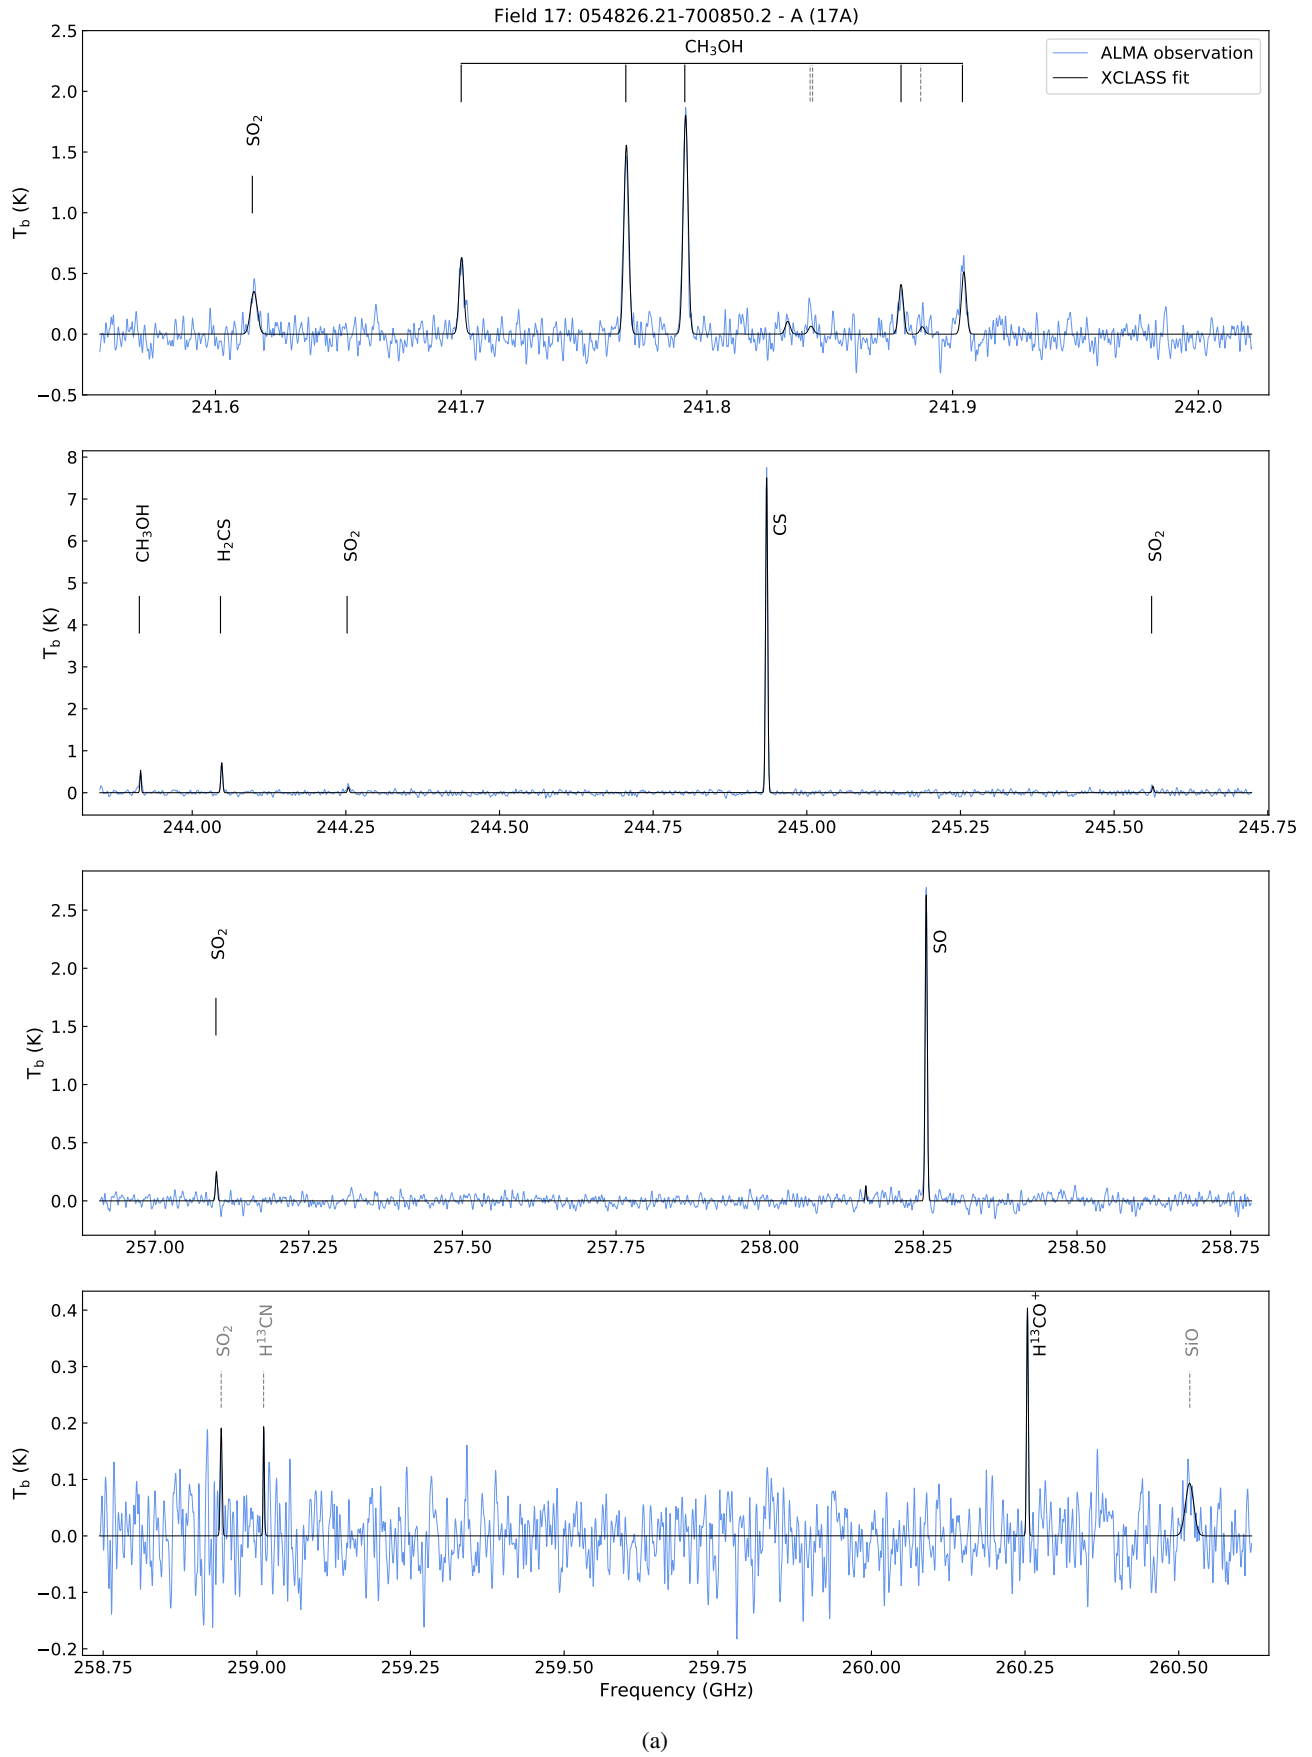 Field 17: 054826.21-700850.2 - A (17A)
2.5
2.0
1.5
1.0
0.5
0.0
−0.5
T_b (K)
SO₂
CH₃OH
ALMA observation
XCLASS fit
241.6 241.7 241.8 241.9 242.0
8
7
6
5
4
3
2
1
0
T_b (K)
CH₃OH
H₂CS
SO₂
CS
SO₂
244.00 244.25 244.50 244.75 245.00 245.25 245.50 245.75
2.5
2.0
1.5
1.0
0.5
0.0
T_b (K)
SO₂
SO
257.00 257.25 257.50 257.75 258.00 258.25 258.50 258.75
0.4
0.3
0.2
0.1
0.0
−0.1
−0.2
T_b (K)
SO₂
H¹³CN
H¹³CO⁺
SiO
258.75 259.00 259.25 259.50 259.75 260.00 260.25 260.50
Frequency (GHz)
(a)